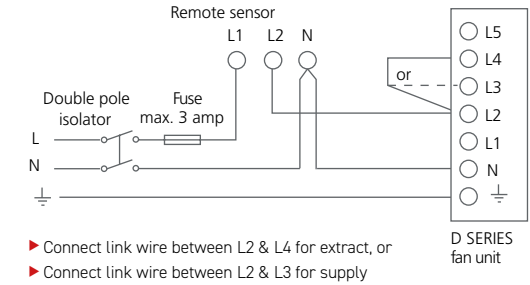 Remote sensor
L1 L2 N
L5
L4
or
L3
Double pole
isolator
Fuse
max. 3 amp
L2
L
L1
N
N
D SERIES
fan unit
▶ Connect link wire between L2 & L4 for extract, or
▶ Connect link wire between L2 & L3 for supply